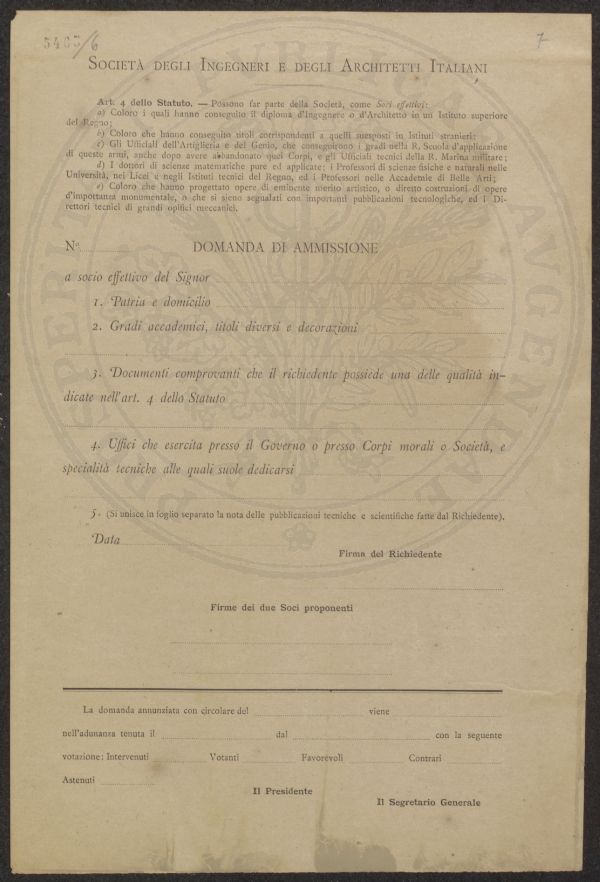 5463/6
7
Società degli Ingegneri e degli Architetti Italiani
Art. 4 dello Statuto. — Possono far parte della Società, come Soci effettivi:
a) Coloro i quali hanno conseguito il diploma d'Ingegnere o d'Architetto in un Istituto superiore
del Regno;
b) Coloro che hanno conseguito titoli corrispondenti a quelli suesposti in Istituti stranieri;
c) Gli Ufficiali dell'Artiglieria e del Genio, che conseguirono i gradi nella R. Scuola d'applicazione
di queste armi, anche dopo avere abbandonato quei Corpi, e gli Ufficiali tecnici della R. Marina militare;
d) I dottori di scienze matematiche pure ed applicate; i Professori di scienze fisiche e naturali nelle
Università, nei Licei e negli Istituti tecnici del Regno, ed i Professori nelle Accademie di Belle Arti;
e) Coloro che hanno progettato opere di eminente merito artistico, o diretto costruzioni di opere
d'importanza monumentale, o che si sieno segnalati con importanti pubblicazioni tecnologiche, ed i Di-
rettori tecnici di grandi opifici meccanici.
No. DOMANDA DI AMMISSIONE
a socio effettivo del Signor
1. Patria e domicilio
2. Gradi accademici, titoli diversi e decorazioni
3. Documenti comprovanti che il richiedente possiede una delle qualità in-
dicate nell'art. 4 dello Statuto
4. Uffici che esercita presso il Governo o presso Corpi morali o Società, e
specialità tecniche alle quali suole dedicarsi
5. (Si unisce in foglio separato la nota delle pubblicazioni tecniche e scientifiche fatte dal Richiedente).
Data
Firma del Richiedente
Firme dei due Soci proponenti
La domanda annunziata con circolare del viene
nell'adunanza tenuta il dal con la seguente
votazione: Intervenuti Votanti Favorevoli Contrari
Astenuti
Il Presidente
Il Segretario Generale